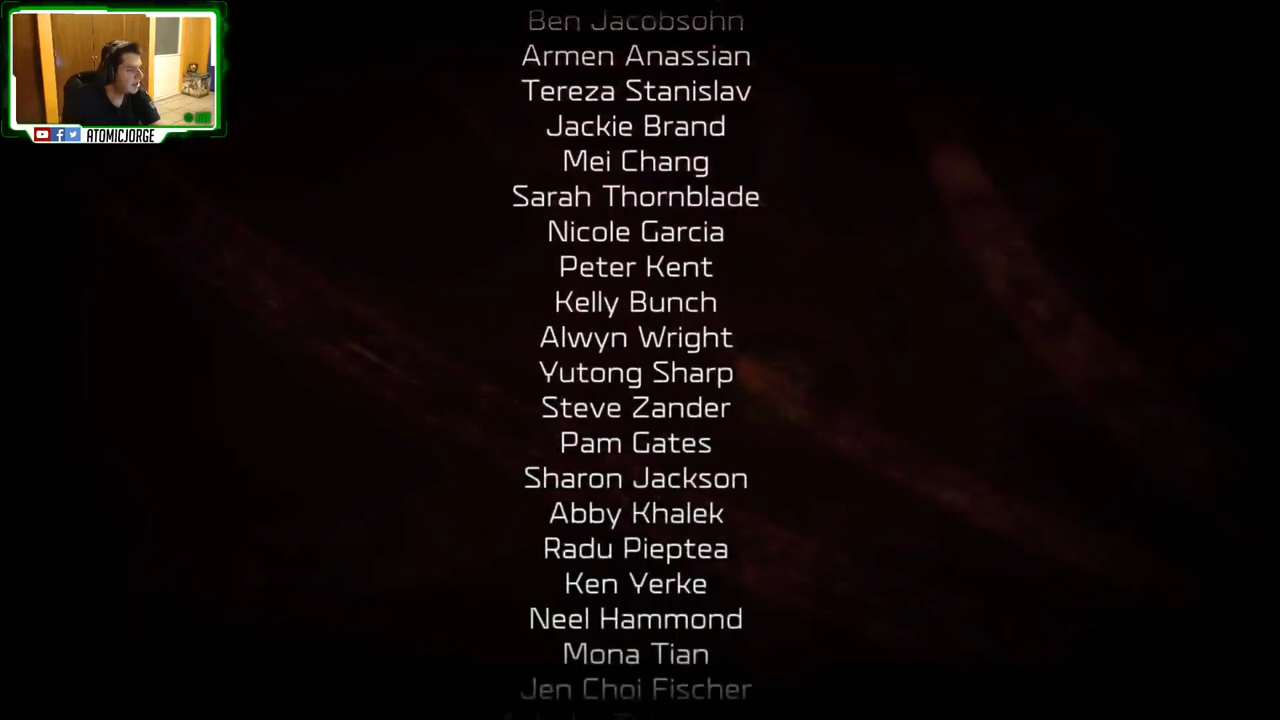 Ben Jacobsohn
Armen Anassian
Tereza Stanislav
Jackie Brand
Mei Chang
Sarah Thornblade
Nicole Garcia
Peter Kent
Kelly Bunch
Alwyn Wright
Yutong Sharp
Steve Zander
Pam Gates
Sharon Jackson
Abby Khalek
Radu Pieptea
Ken Yerke
Neel Hammond
Mona Tian
Jen Choi Fischer
ATOMICJORGE